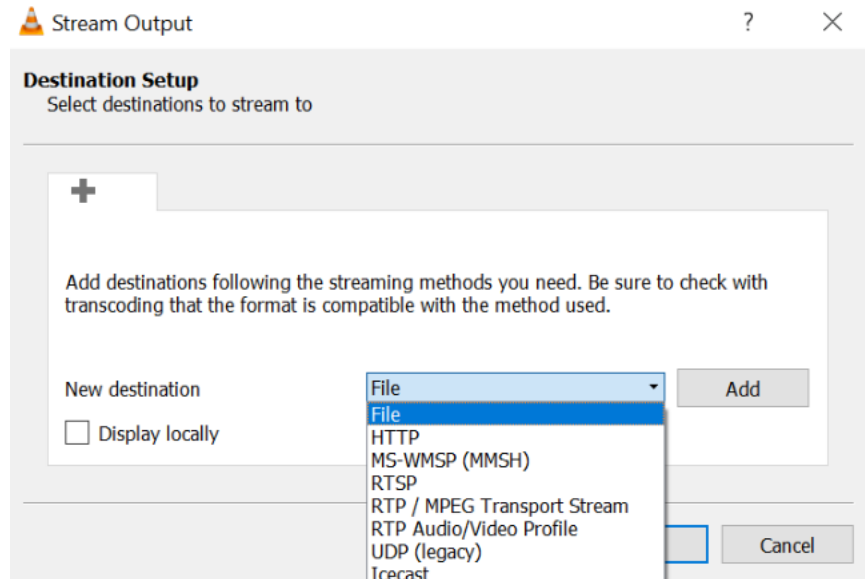 Stream Output
?
Destination Setup
Select destinations to stream to
Add destinations following the streaming methods you need. Be sure to check with
transcoding that the format is compatible with the method used.
New destination
File
Add
File
Display locally
HTTP
MS-WMSP (MMSH)
RTSP
RTP / MPEG Transport Stream
RTP Audio/Video Profile
UDP (legacy)
Cancel
Icecast